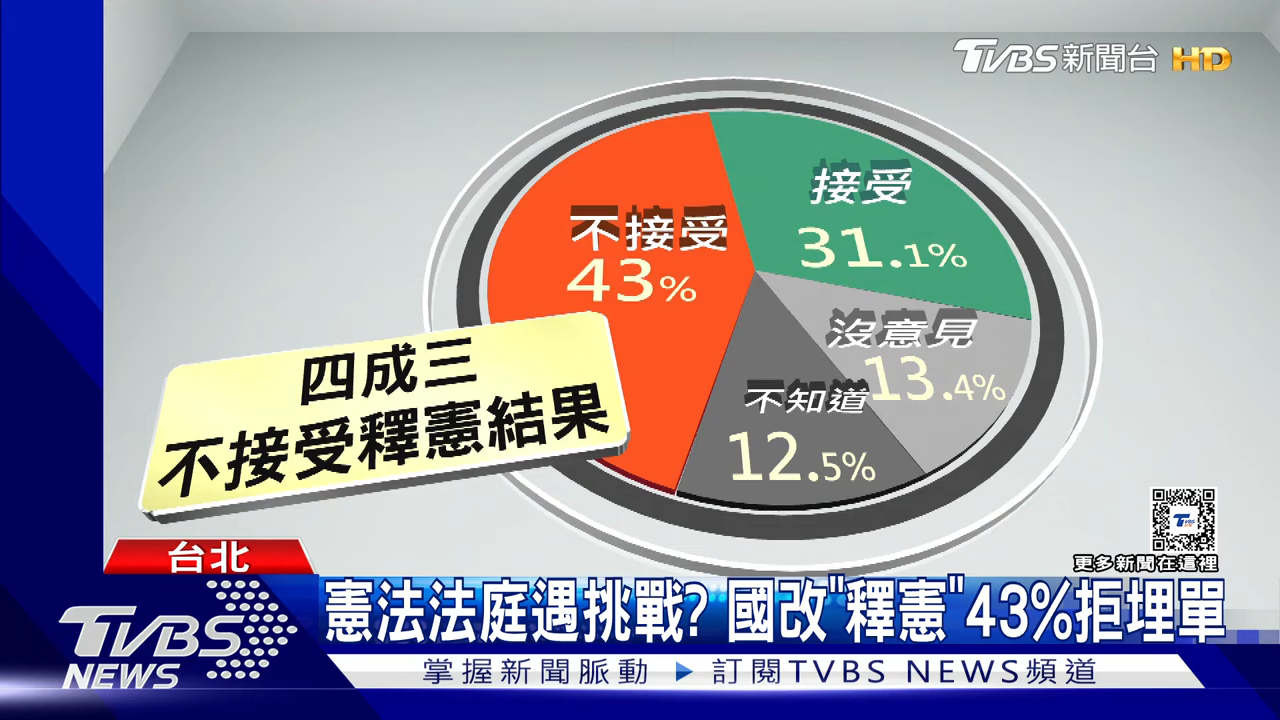 TVBS新聞台 HD
接受
31.1%
不接受
43%
沒意見
13.4%
不知道
12.5%
四成三
不接受釋憲結果
TVBS
更多新聞在這裡
台北
憲法法庭遇挑戰? 國改"釋憲"43%拒埋單
TVBS
NEWS
掌握新聞脈動 ▶ 訂閱TVBS NEWS頻道